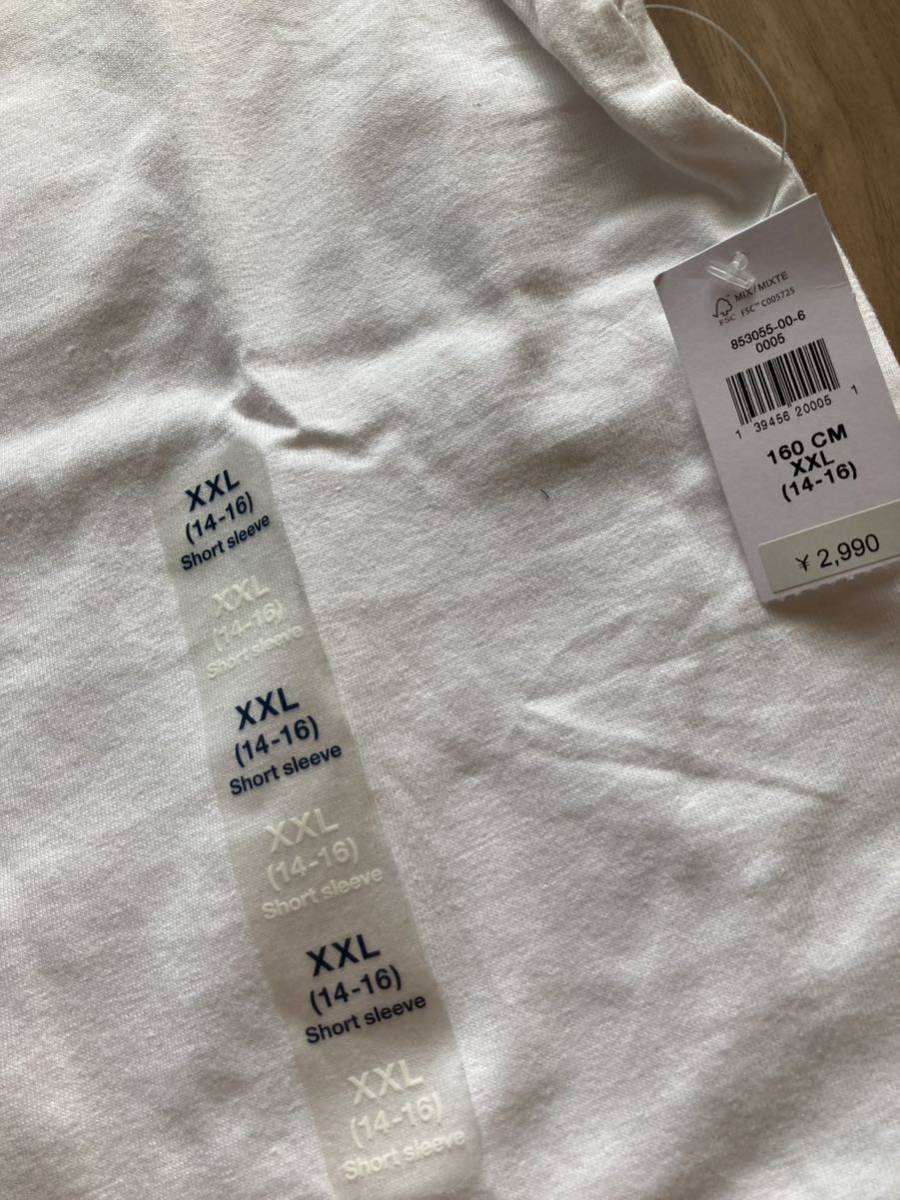 MIX/MIXTE
FSC FSC™ C005725
853055-00-6
0005
1 39456 20005 1
160 CM
XXL
(14-16)
¥ 2,990
XXL
(14-16)
Short sleeve
XXL
(14-16)
Short sleeve
XXL
(14-16)
Short sleeve
XXL
(14-16)
Short sleeve
XXL
(14-16)
Short sleeve
XXL
(14-16)
Short sleeve